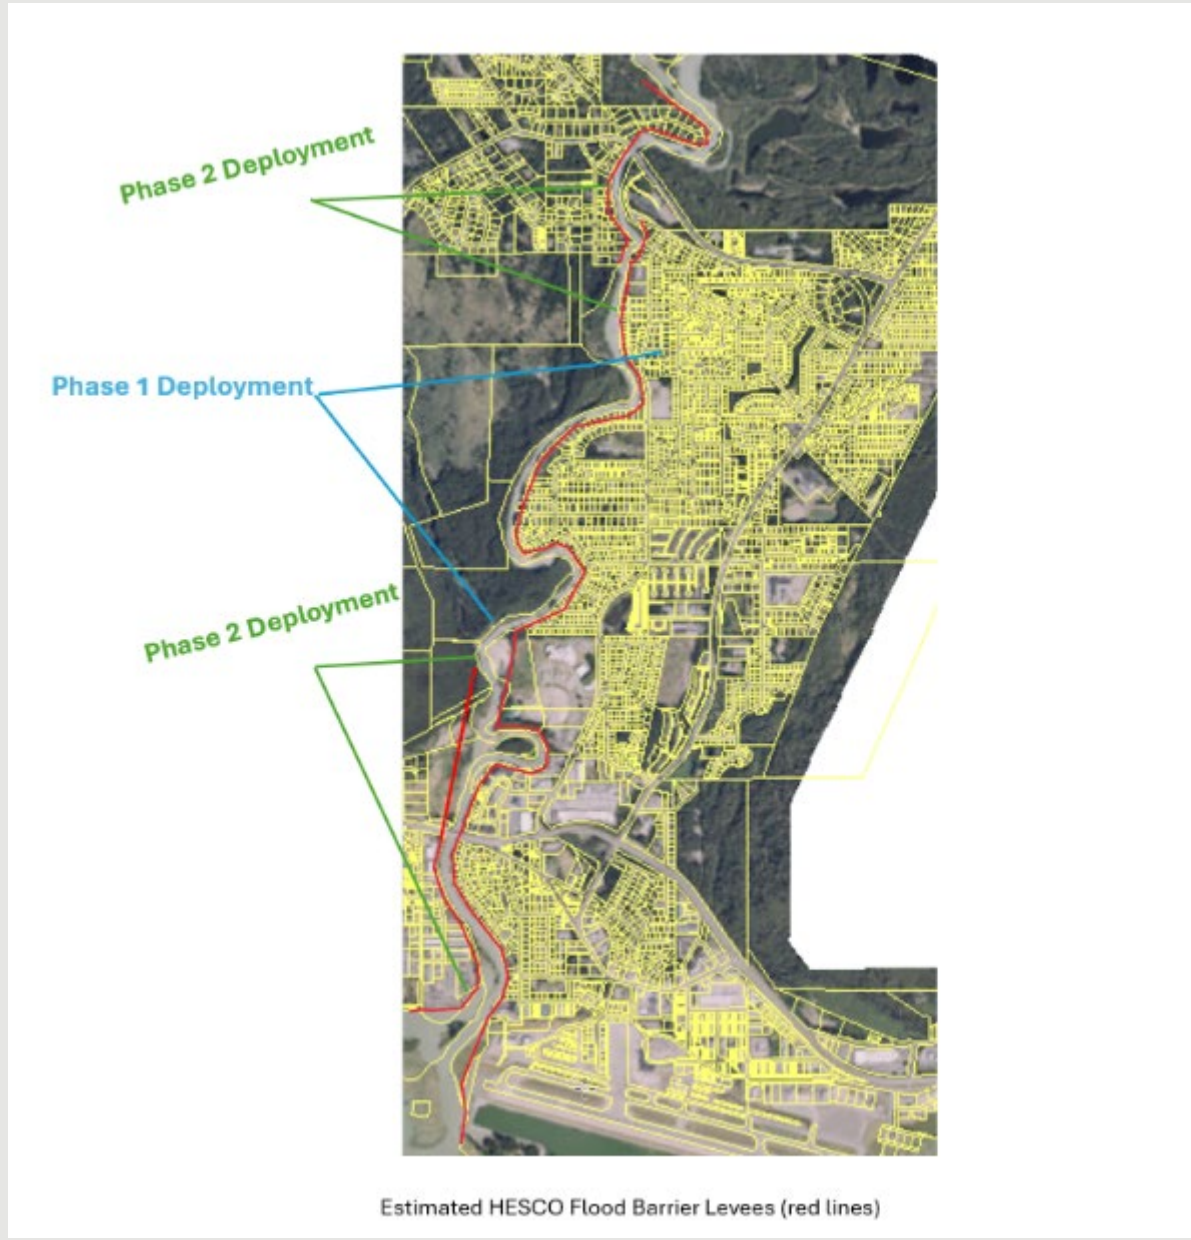 Phase 2 Deployment
Phase 1 Deployment
Phase 2 Deployment
Estimated HESCO Flood Barrier Levees (red lines)